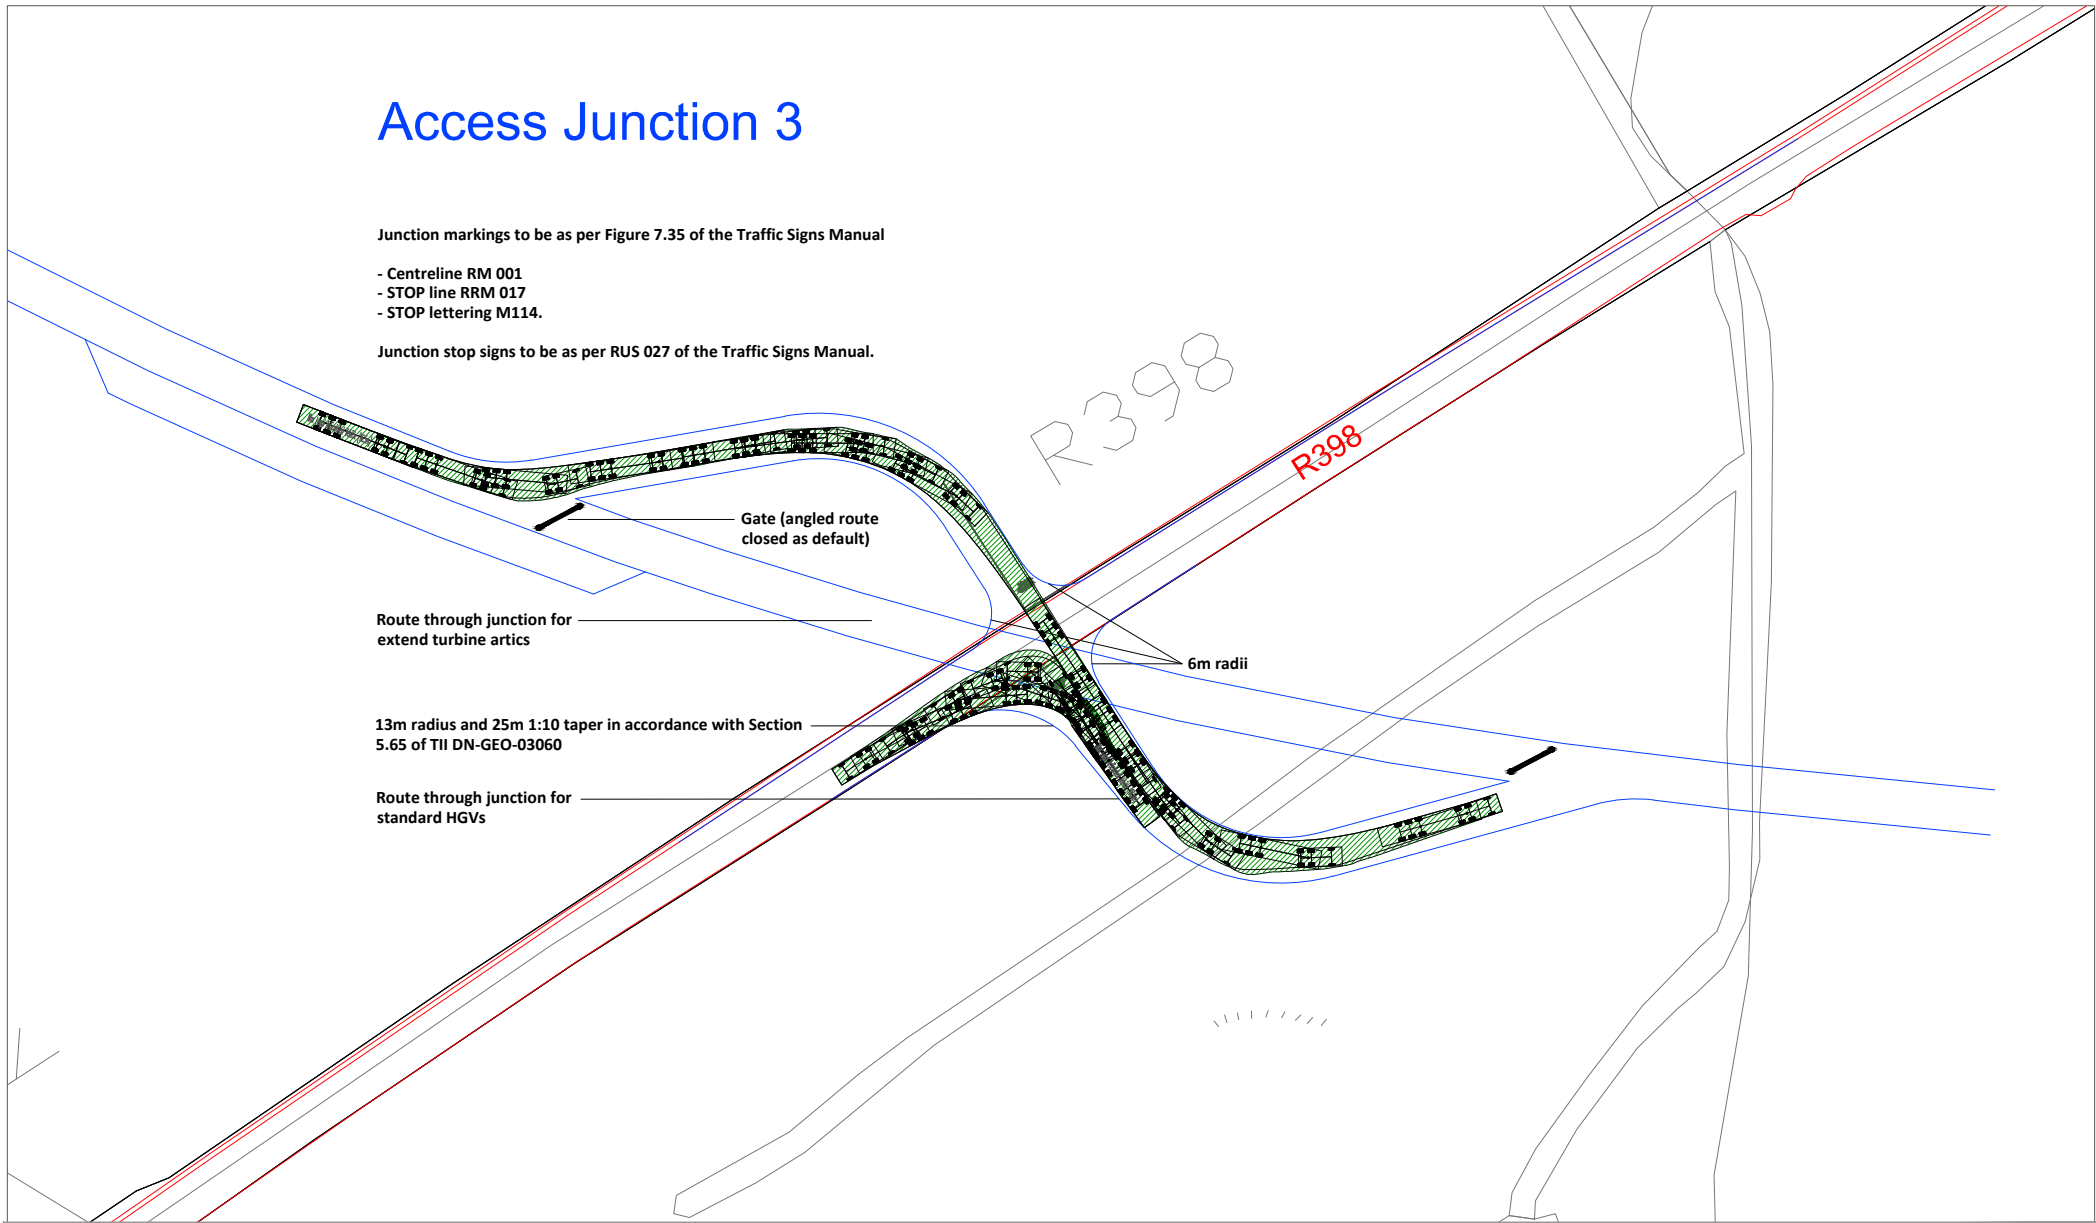 Access Junction 3
Junction markings to be as per Figure 7.35 of the Traffic Signs Manual
- Centreline RM 001
- STOP line RRM 017
- STOP lettering M114.
Junction stop signs to be as per RUS 027 of the Traffic Signs Manual.
R398
R398
Gate (angled route
closed as default)
Route through junction for
extend turbine artics
6m radii
13m radius and 25m 1:10 taper in accordance with Section
5.65 of TII DN-GEO-03060
Route through junction for
standard HGVs